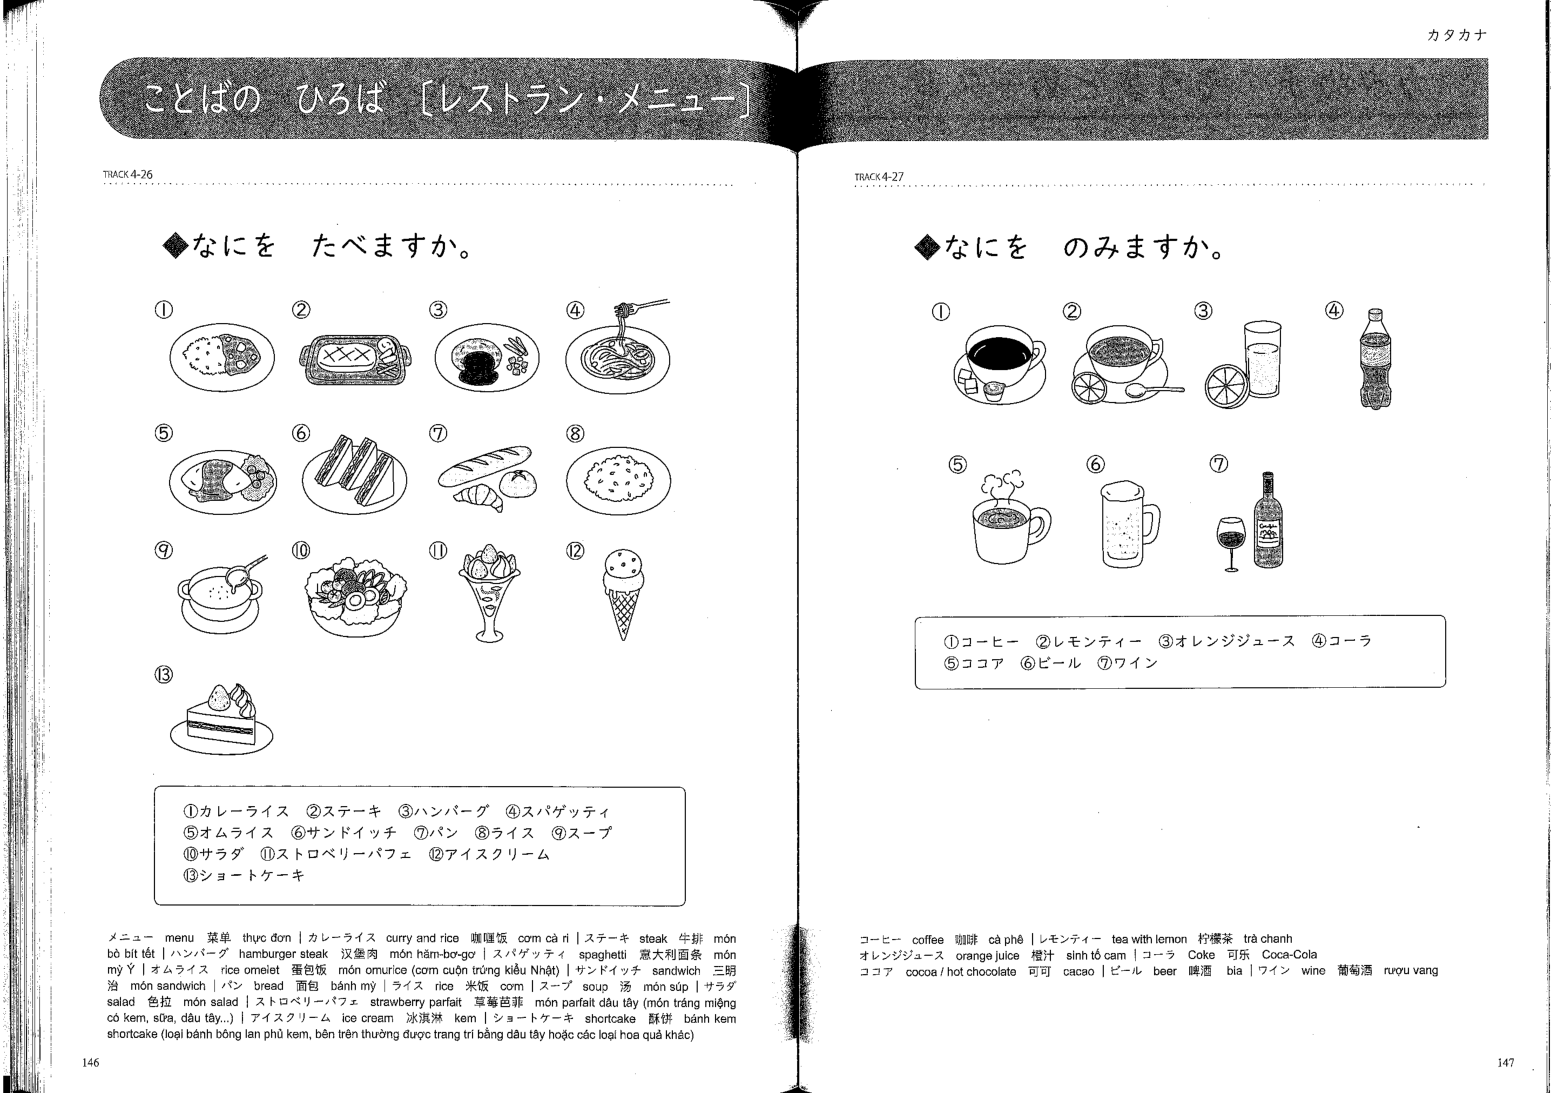 ことばの ひろば 〔レストラン・メニュー〕
TRACK 4-26
◆なにを たべますか。
①
②
③
④
⑤
⑥
⑦
⑧
⑨
⑩
⑪
⑫
⑬
①カレーライス ②ステーキ ③ハンバーグ ④スパゲッティ
⑤オムライス ⑥サンドイッチ ⑦パン ⑧ライス ⑨スープ
⑩サラダ ⑪ストロベリーパフェ ⑫アイスクリーム
⑬ショートケーキ
メニュー menu 菜单 thực đơn | カレーライス curry and rice 咖喱饭 cơm cà ri | ステーキ steak 牛排 món
bò bít tết | ハンバーグ hamburger steak 汉堡肉 món hăm-bơ-gơ | スパゲッティ spaghetti 意大利面条 món
mỳ Ý | オムライス rice omelet 蛋包饭 món omurice (cơm cuộn trứng kiểu Nhật) | サンドイッチ sandwich 三明
治 món sandwich | パン bread 面包 bánh mỳ | ライス rice 米饭 cơm | スープ soup 汤 món súp | サラダ
salad 色拉 món salad | ストロベリーパフェ strawberry parfait 草莓芭菲 món parfait dâu tây (món tráng miệng
có kem, sữa, dâu tây...) | アイスクリーム ice cream 冰淇淋 kem | ショートケーキ shortcake 酥饼 bánh kem
shortcake (loại bánh bông lan phủ kem, bên trên thường được trang trí bằng dâu tây hoặc các loại hoa quả khác)
146
カタカナ
TRACK 4-27
◆なにを のみますか。
①
②
③
④
⑤
⑥
⑦
①コーヒー ②レモンティー ③オレンジジュース ④コーラ
⑤ココア ⑥ビール ⑦ワイン
コーヒー coffee 咖啡 cà phê | レモンティー tea with lemon 柠檬茶 trà chanh
オレンジジュース orange juice 橙汁 sinh tố cam | コーラ Coke 可乐 Coca-Cola
ココア cocoa / hot chocolate 可可 cacao | ビール beer 啤酒 bia | ワイン wine 葡萄酒 rượu vang
147